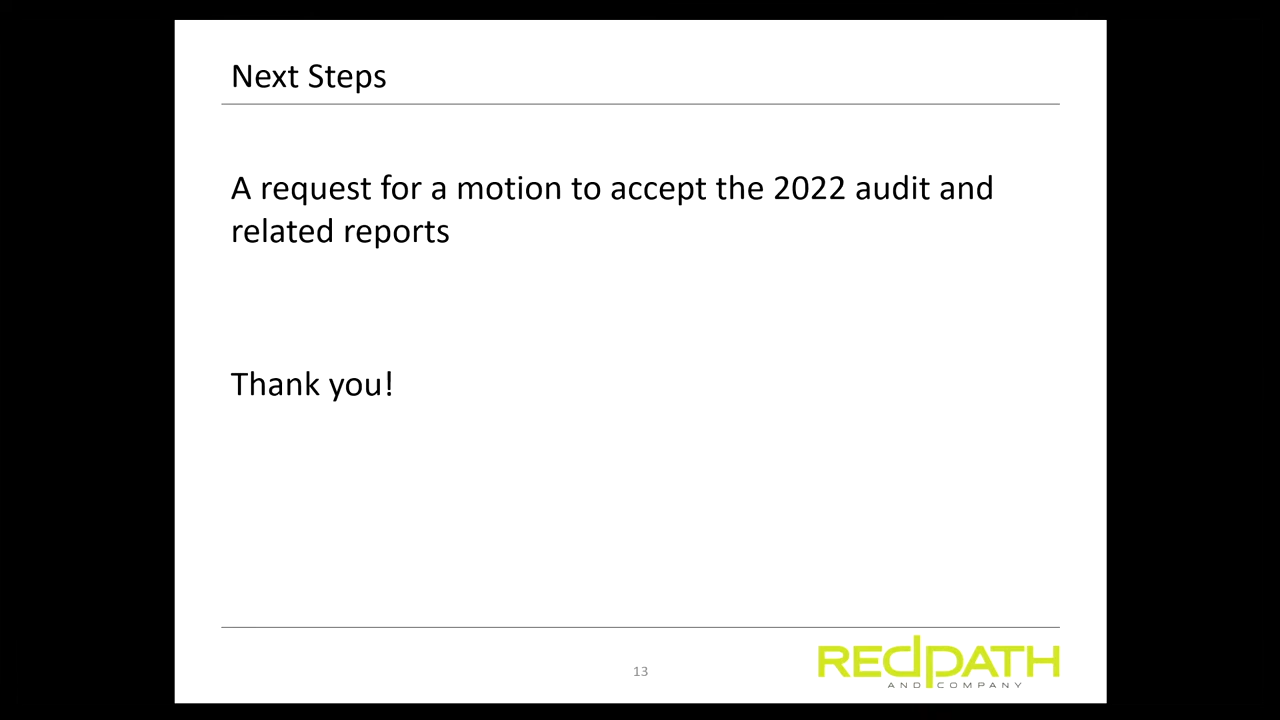 Next Steps
A request for a motion to accept the 2022 audit and
related reports
Thank you!
13
REDPATH
AND COMPANY